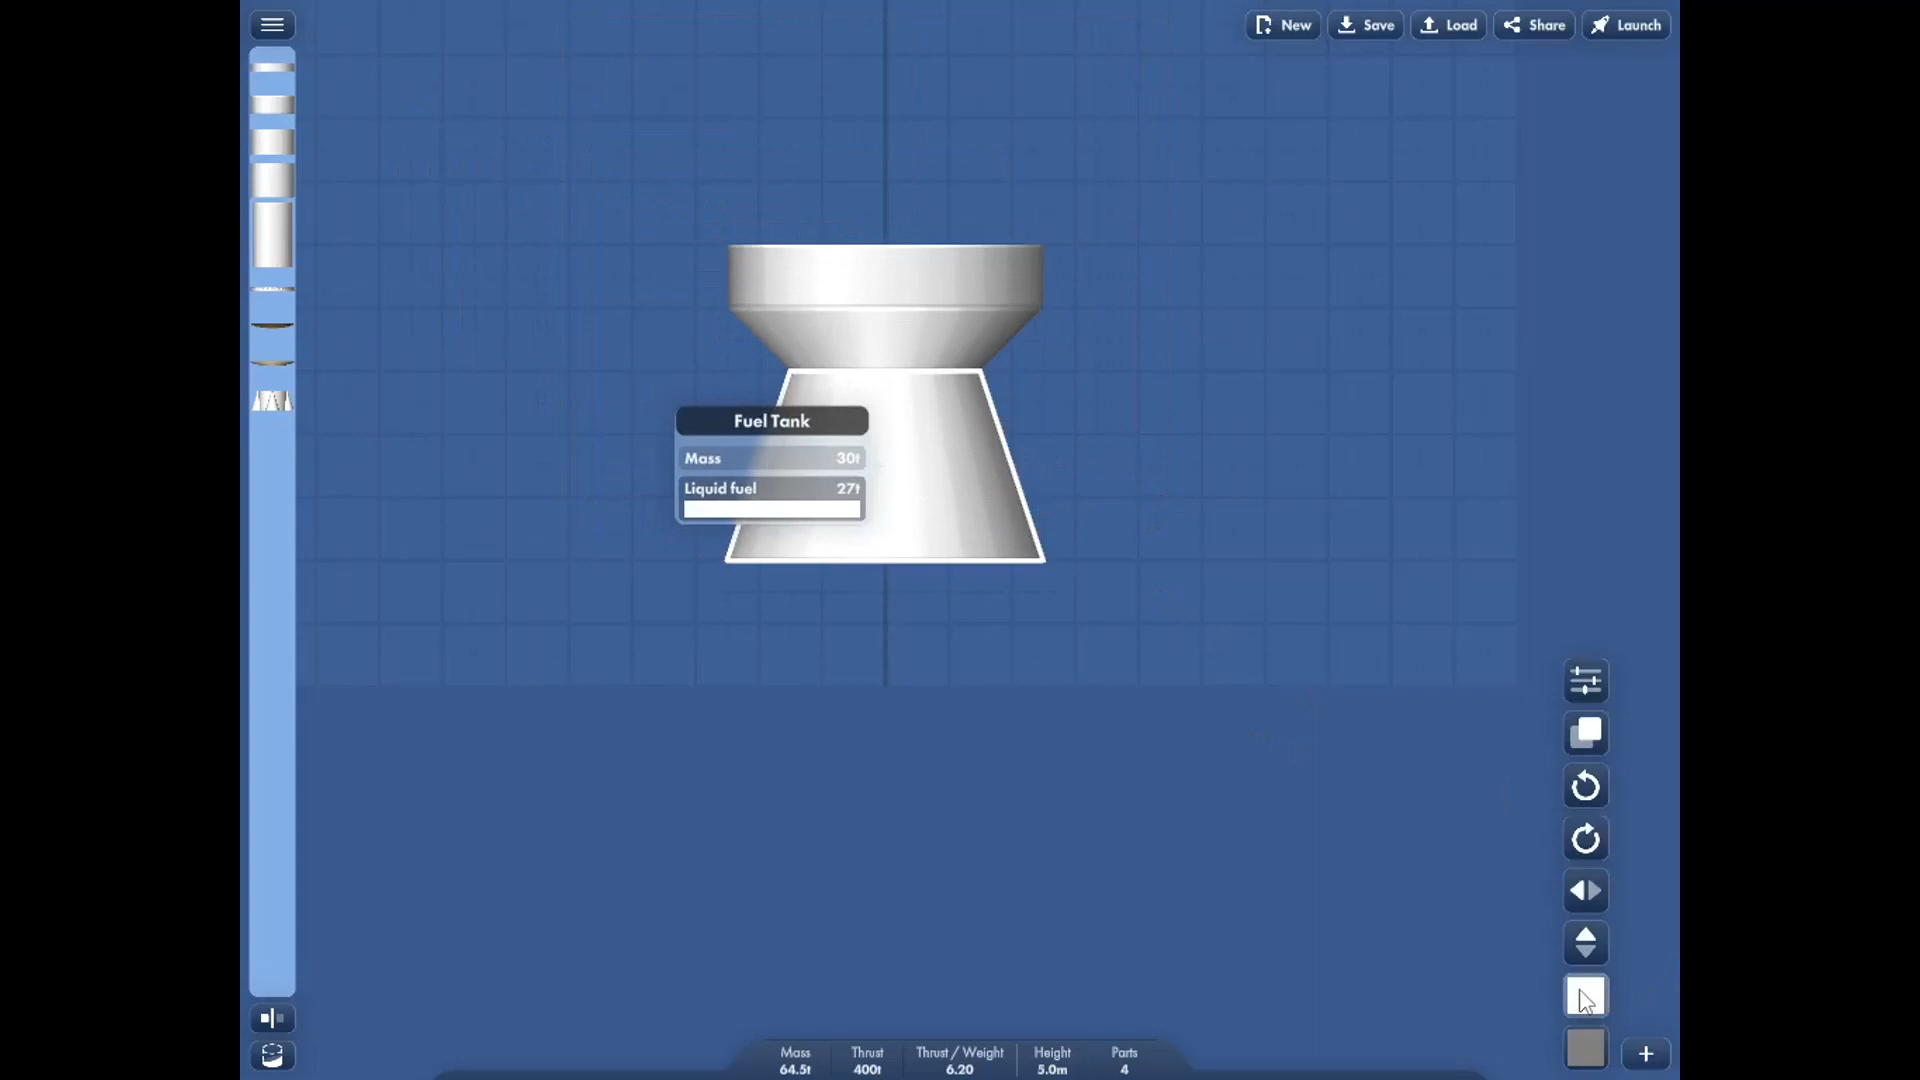 New
Save
Load
Share
Launch
Fuel Tank
Mass 30t
Liquid fuel 27t
Mass Thrust Thrust / Weight Height Parts
64.5t 400t 6.20 5.0m 4